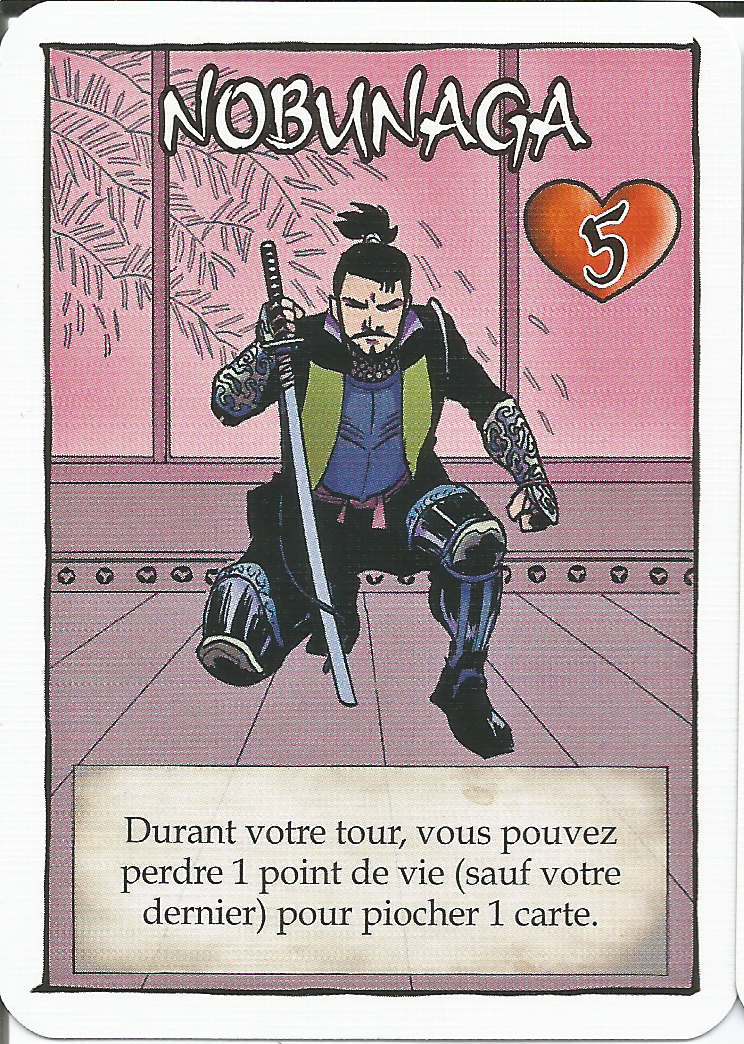 NOBUNAGA
5
Durant votre tour, vous pouvez
perdre 1 point de vie (sauf votre
dernier) pour piocher 1 carte.